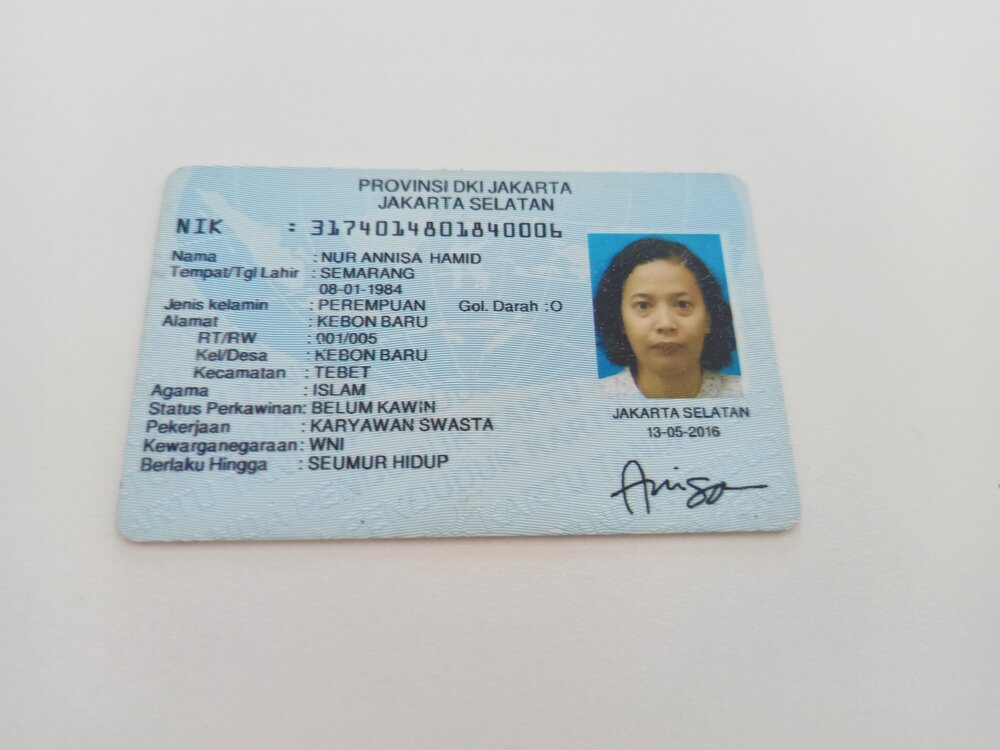 PROVINSI DKI JAKARTA
JAKARTA SELATAN
NIK : 3174014801840006
Nama : NUR ANNISA HAMID
Tempat/Tgl Lahir : SEMARANG
08-01-1984
Jenis kelamin : PEREMPUAN Gol. Darah : O
Alamat : KEBON BARU
RT/RW : 001/005
Kel/Desa : KEBON BARU
Kecamatan : TEBET
Agama : ISLAM
Status Perkawinan: BELUM KAWIN
Pekerjaan : KARYAWAN SWASTA
Kewarganegaraan: WNI
Berlaku Hingga : SEUMUR HIDUP
JAKARTA SELATAN
13-05-2016